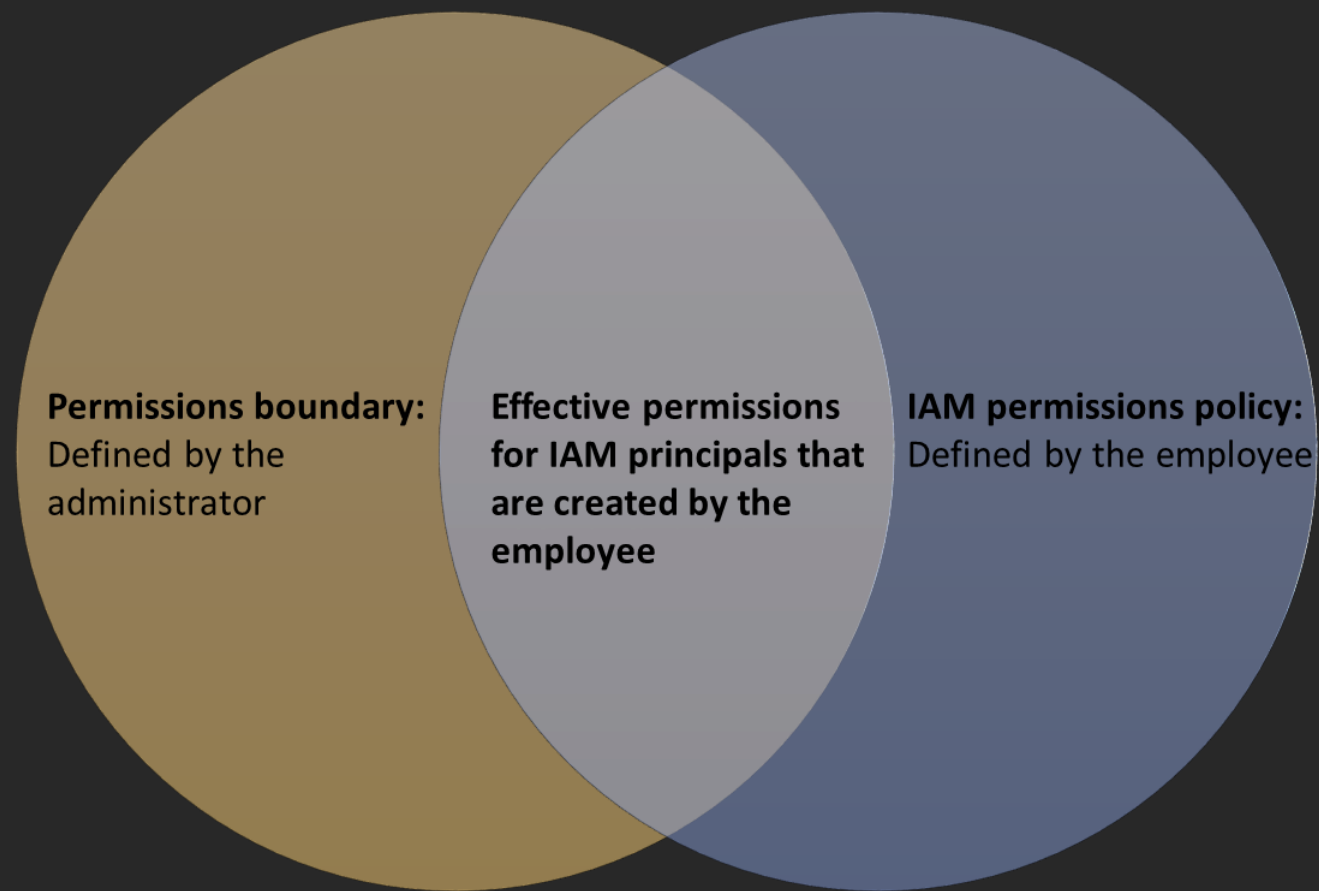 Permissions boundary:
Defined by the
administrator
Effective permissions
for IAM principals that
are created by the
employee
IAM permissions policy:
Defined by the employee